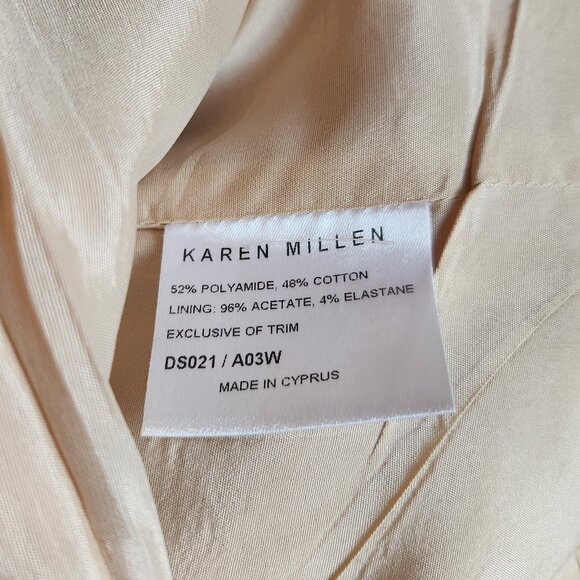 KAREN MILLEN
52% POLYAMIDE, 48% COTTON
LINING: 96% ACETATE, 4% ELASTANE
EXCLUSIVE OF TRIM
DS021 / A03W
MADE IN CYPRUS